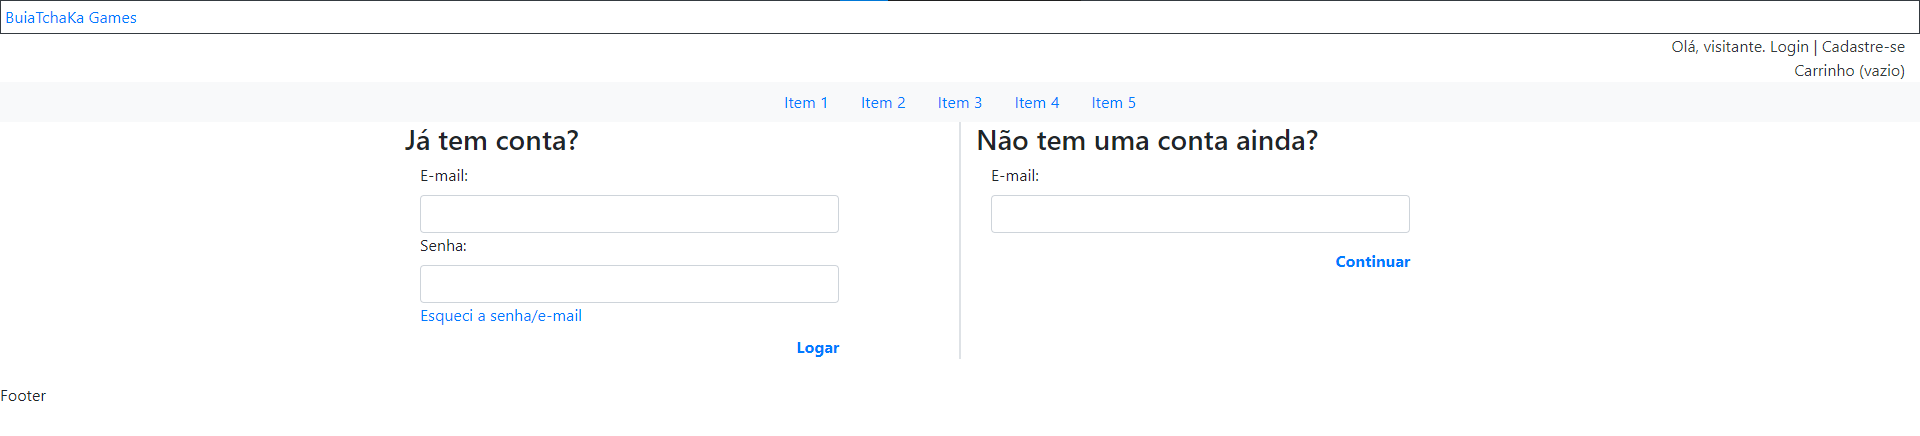 BuiaTchaKa Games
Olá, visitante. Login | Cadastre-se
Carrinho (vazio)
Item 1 Item 2 Item 3 Item 4 Item 5
Já tem conta?
E-mail:
Senha:
Esqueci a senha/e-mail
Logar
Não tem uma conta ainda?
E-mail:
Continuar
Footer